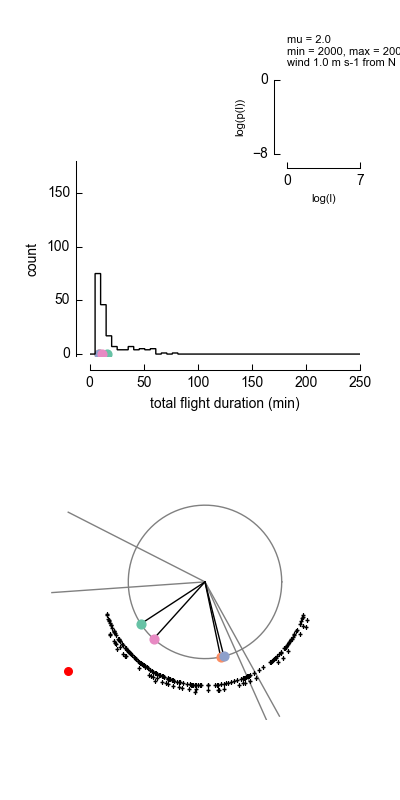 mu = 2.0
min = 2000, max = 200
wind 1.0 m s-1 from N
0
log(p(l))
−8
0 7
log(l)
150
100
50
0
count
0 50 100 150 200 250
total flight duration (min)